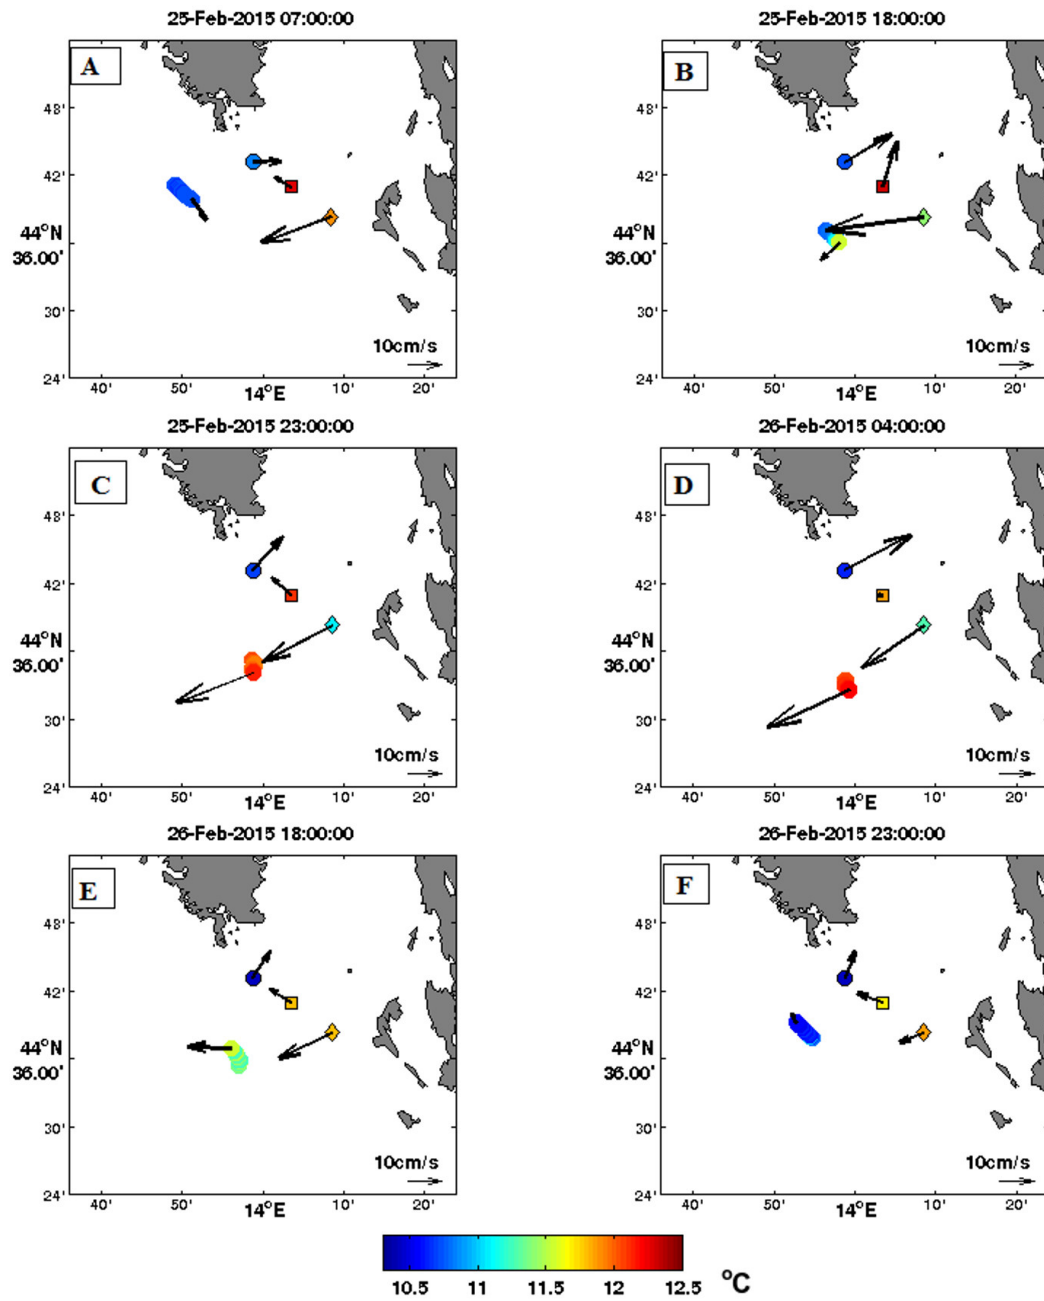 25-Feb-2015 07:00:00
A
48'
42'
44°N
36.00'
30'
24'
10cm/s
40' 50' 14°E 10' 20'
25-Feb-2015 18:00:00
B
48'
42'
44°N
36.00'
30'
24'
10cm/s
40' 50' 14°E 10' 20'
25-Feb-2015 23:00:00
C
48'
42'
44°N
36.00'
30'
24'
10cm/s
40' 50' 14°E 10' 20'
26-Feb-2015 04:00:00
D
48'
42'
44°N
36.00'
30'
24'
10cm/s
40' 50' 14°E 10' 20'
26-Feb-2015 18:00:00
E
48'
42'
44°N
36.00'
30'
24'
10cm/s
40' 50' 14°E 10' 20'
26-Feb-2015 23:00:00
F
48'
42'
44°N
36.00'
30'
24'
10cm/s
40' 50' 14°E 10' 20'
10.5 11 11.5 12 12.5 °C